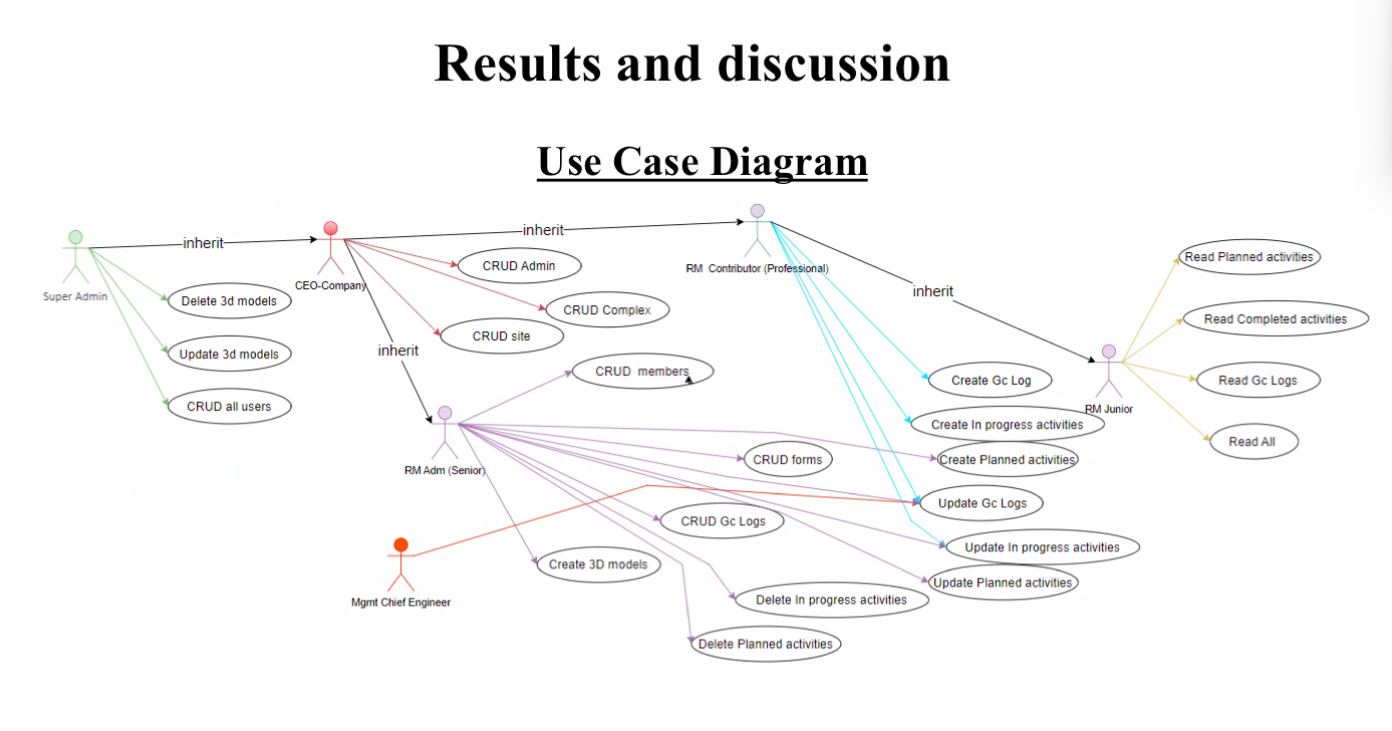 Results and discussion
Use Case Diagram
inherit
inherit
Super Admin
CEO-Company
RM Contributor (Professional)
CRUD Admin
Read Planned activities
Delete 3d models
CRUD Complex
inherit
Read Completed activities
CRUD site
Update 3d models
inherit
CRUD members
Create Gc Log
Read Gc Logs
CRUD all users
RM Junior
Create In progress activities
Read All
RM Adm (Senior)
CRUD forms
Create Planned activities
Update Gc Logs
CRUD Gc Logs
Update In progress activities
Create 3D models
Update Planned activities
Mgmt Chief Engineer
Delete In progress activities
Delete Planned activities